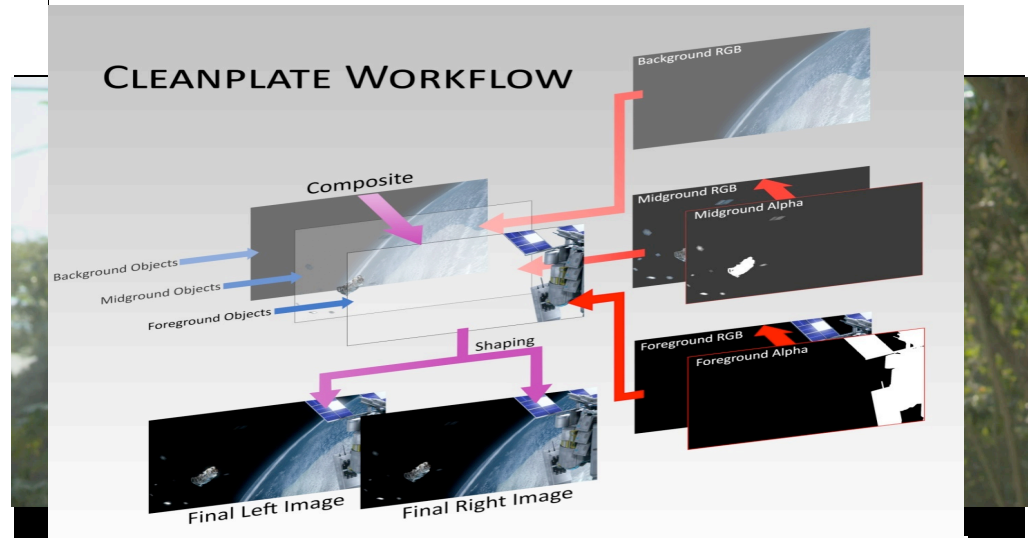 CLEANPLATE WORKFLOW
Background RGB
Composite
Midground RGB
Midground Alpha
Background Objects
Midground Objects
Foreground Objects
Shaping
Foreground RGB
Foreground Alpha
Final Left Image
Final Right Image